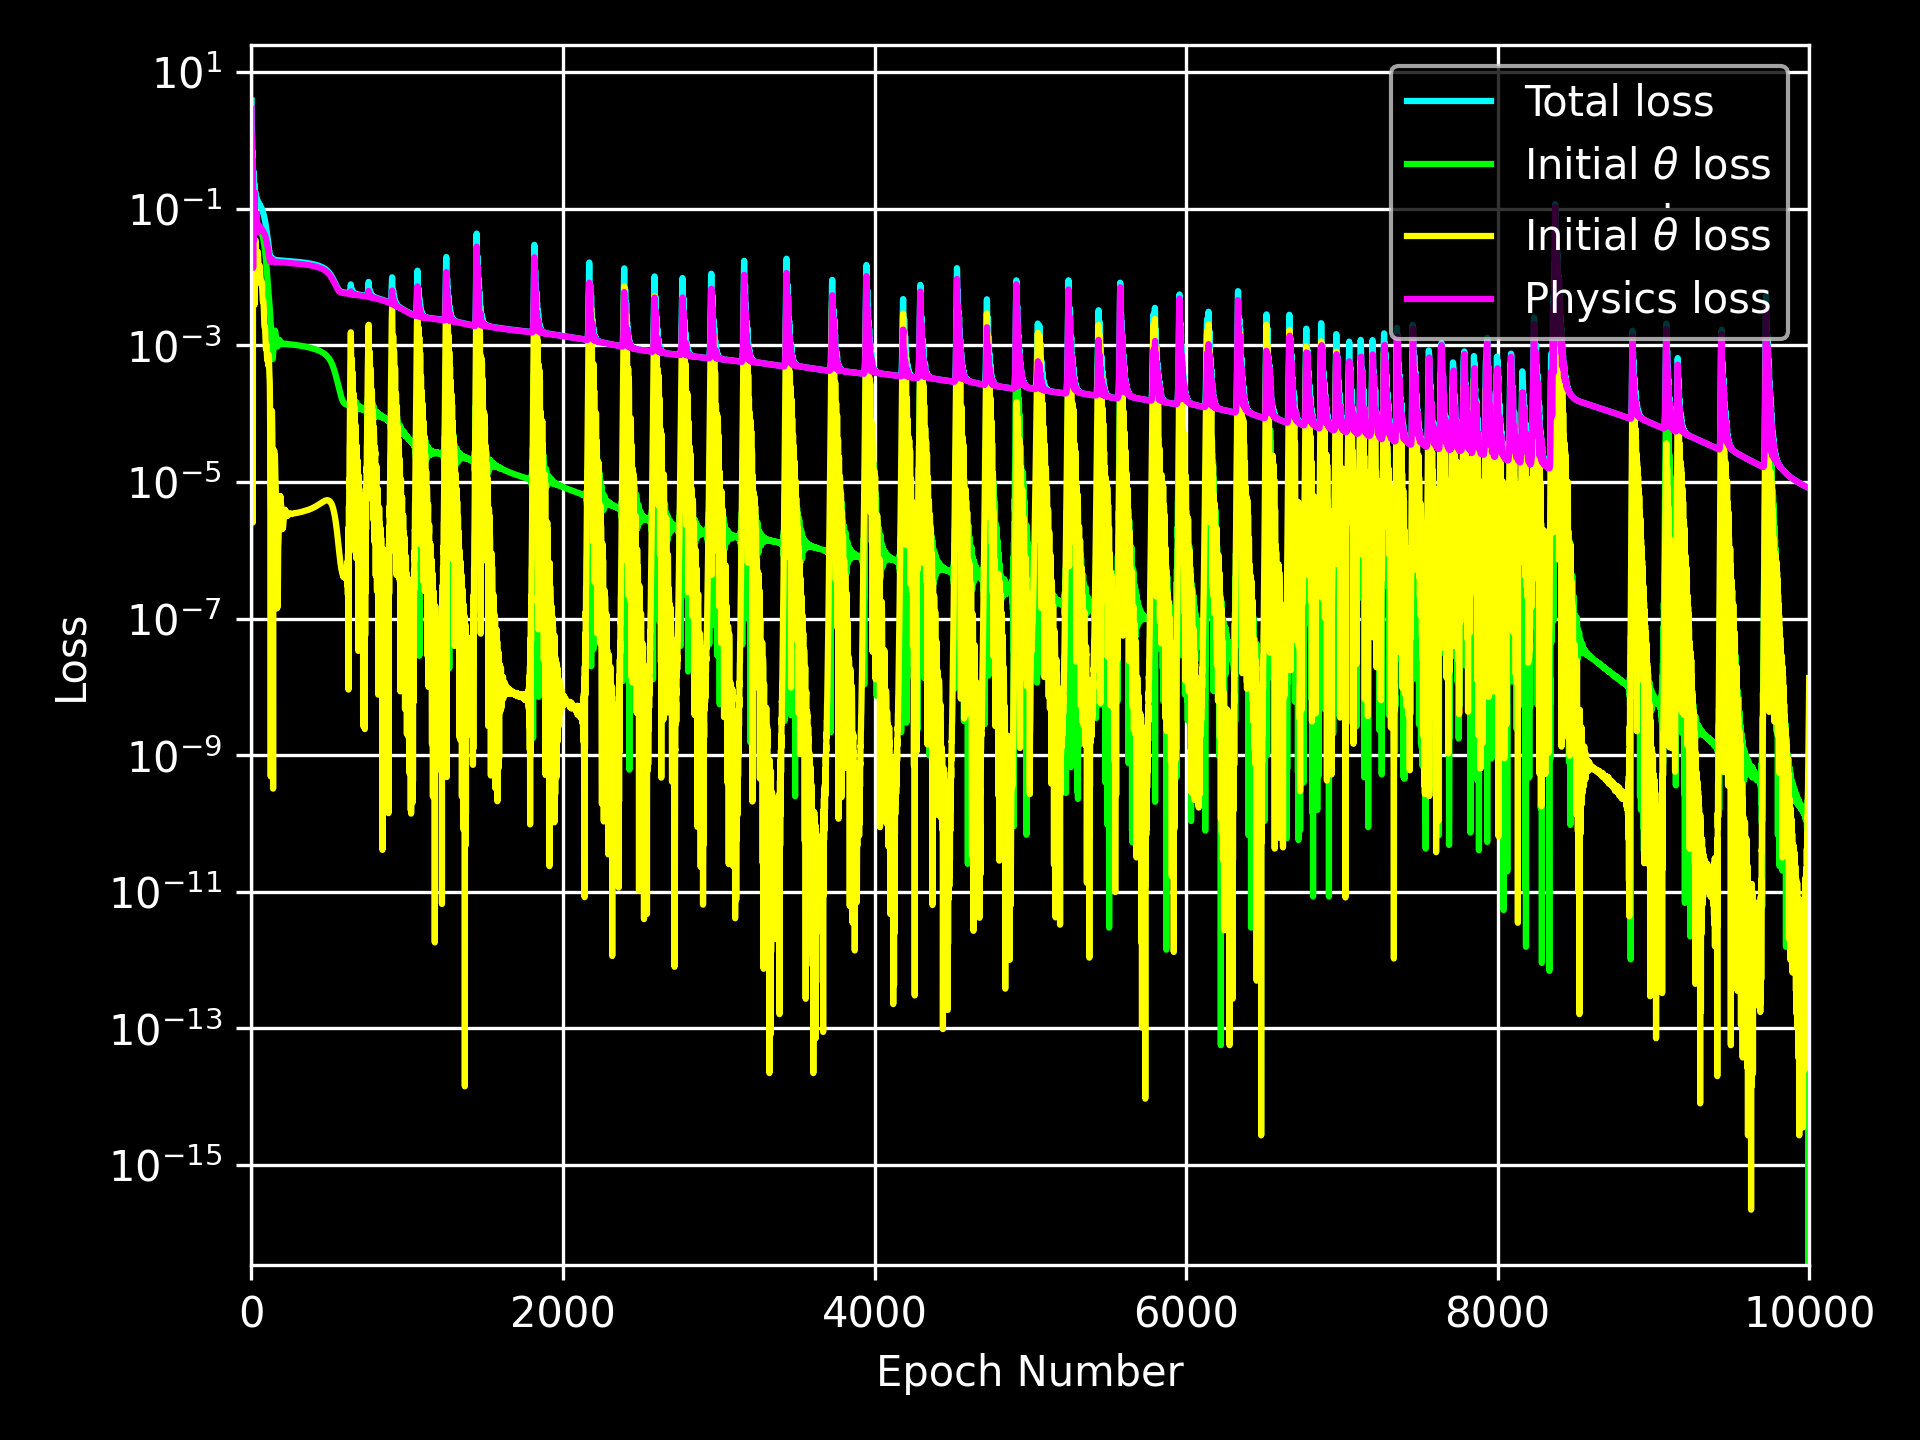 10¹
10⁻¹
10⁻³
10⁻⁵
10⁻⁷
10⁻⁹
10⁻¹¹
10⁻¹³
10⁻¹⁵
Loss
0 2000 4000 6000 8000 10000
Epoch Number
Total loss
Initial θ loss
Initial θ̇ loss
Physics loss